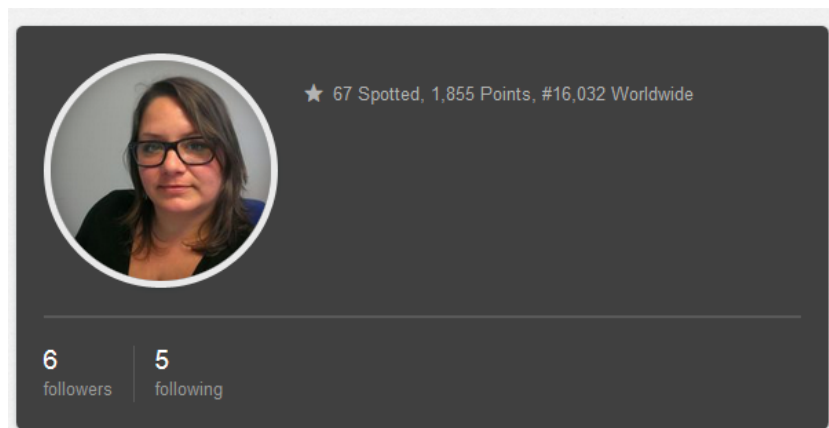 67 Spotted, 1,855 Points, #16,032 Worldwide
6
followers
5
following